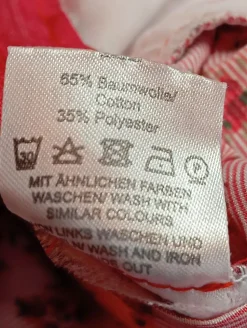 65% Baumwolle/
Cotton
35% Polyester
30
P
MIT ÄHNLICHEN FARBEN
WASCHEN/ WASH WITH
SIMILAR COLOURS
LINKS WASCHEN UND
WASH AND IRON
OUT